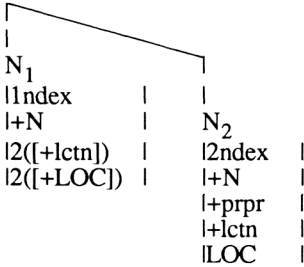 N₁
|1ndex |
|+N |
|2([+lctn]) |
|2([+LOC]) |
N₂
|2ndex |
|+N |
|+prpr |
|+lctn |
|LOC |